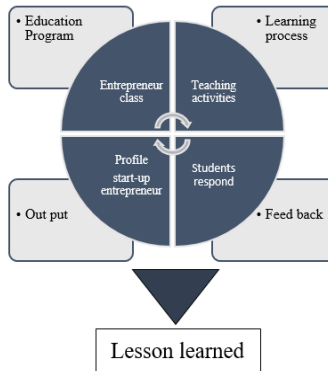 • Education
Program
• Learning
process
Entrepreneur
class
Teaching
activities
Profile
start-up
entrepreneur
Students
respond
• Out put
• Feed back
Lesson learned